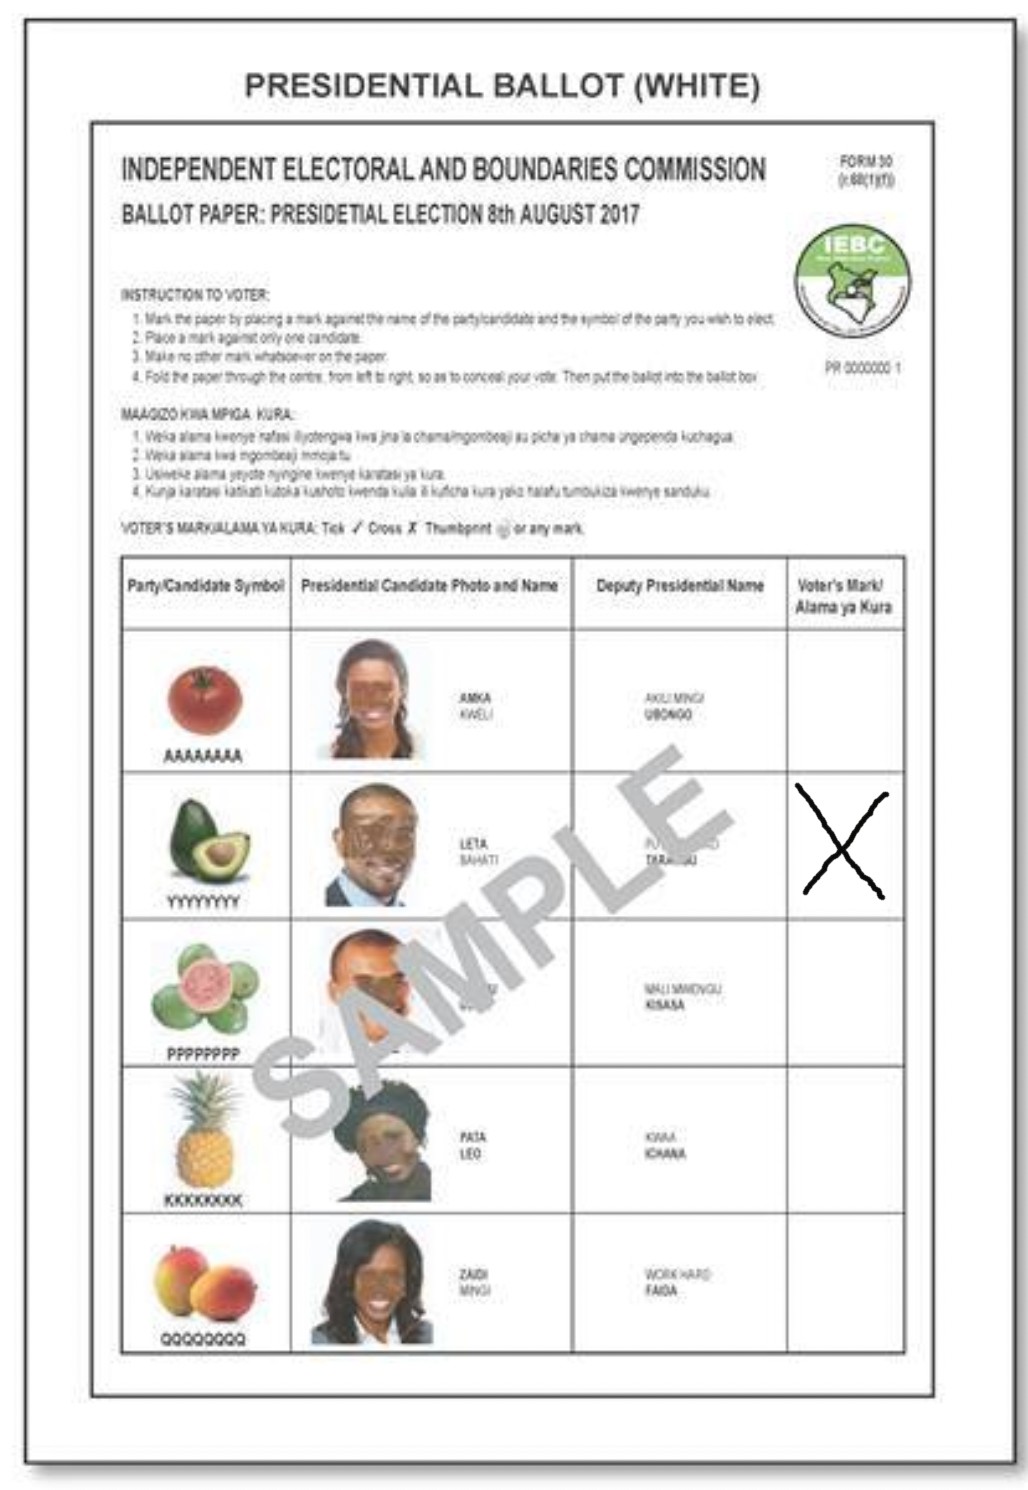 PRESIDENTIAL BALLOT (WHITE)
INDEPENDENT ELECTORAL AND BOUNDARIES COMMISSION
FORM 30
(r.68(1)(f))
BALLOT PAPER: PRESIDETIAL ELECTION 8th AUGUST 2017
IEBC
INSTRUCTION TO VOTER:
1. Mark the paper by placing a mark against the name of the party/candidate and the symbol of the party you wish to elect.
2. Place a mark against only one candidate.
3. Make no other mark whatsoever on the paper.
4. Fold the paper through the centre, from left to right, so as to conceal your vote. Then put the ballot into the ballot box
PR 0000000 1
MAAGIZO KWA MPIGA KURA:
1. Weka alama kwenye nafasi iliyotengwa kwa jina la chama/mgombeaji au picha ya chama ungependa kuchagua.
2. Weka alama kwa mgombeaji mmoja tu.
3. Usiweke alama yeyote nyingine kwenye karatasi ya kura.
4. Kunja karatasi katikati kutoka kushoto kwenda kulia ili kuficha kura yako halafu tumbukiza kwenye sanduku.
VOTER'S MARK/ALAMA YA KURA: Tick ✓ Cross ✗ Thumbprint or any mark.
Party/Candidate Symbol
Presidential Candidate Photo and Name
Deputy Presidential Name
Voter's Mark/
Alama ya Kura
AAAAAAAA
AMKA
KWELI
AKILI MINGI
UBONGO
YYYYYYYY
LETA
BAHATI
X
PPPPPPPP
MALI MWENGU
KISASA
KKKKKKKK
PATA
LEO
KWAA
ICHANA
QQQQQQQQ
ZAIDI
MINGI
WORK HARD
FAIDA
SAMPLE